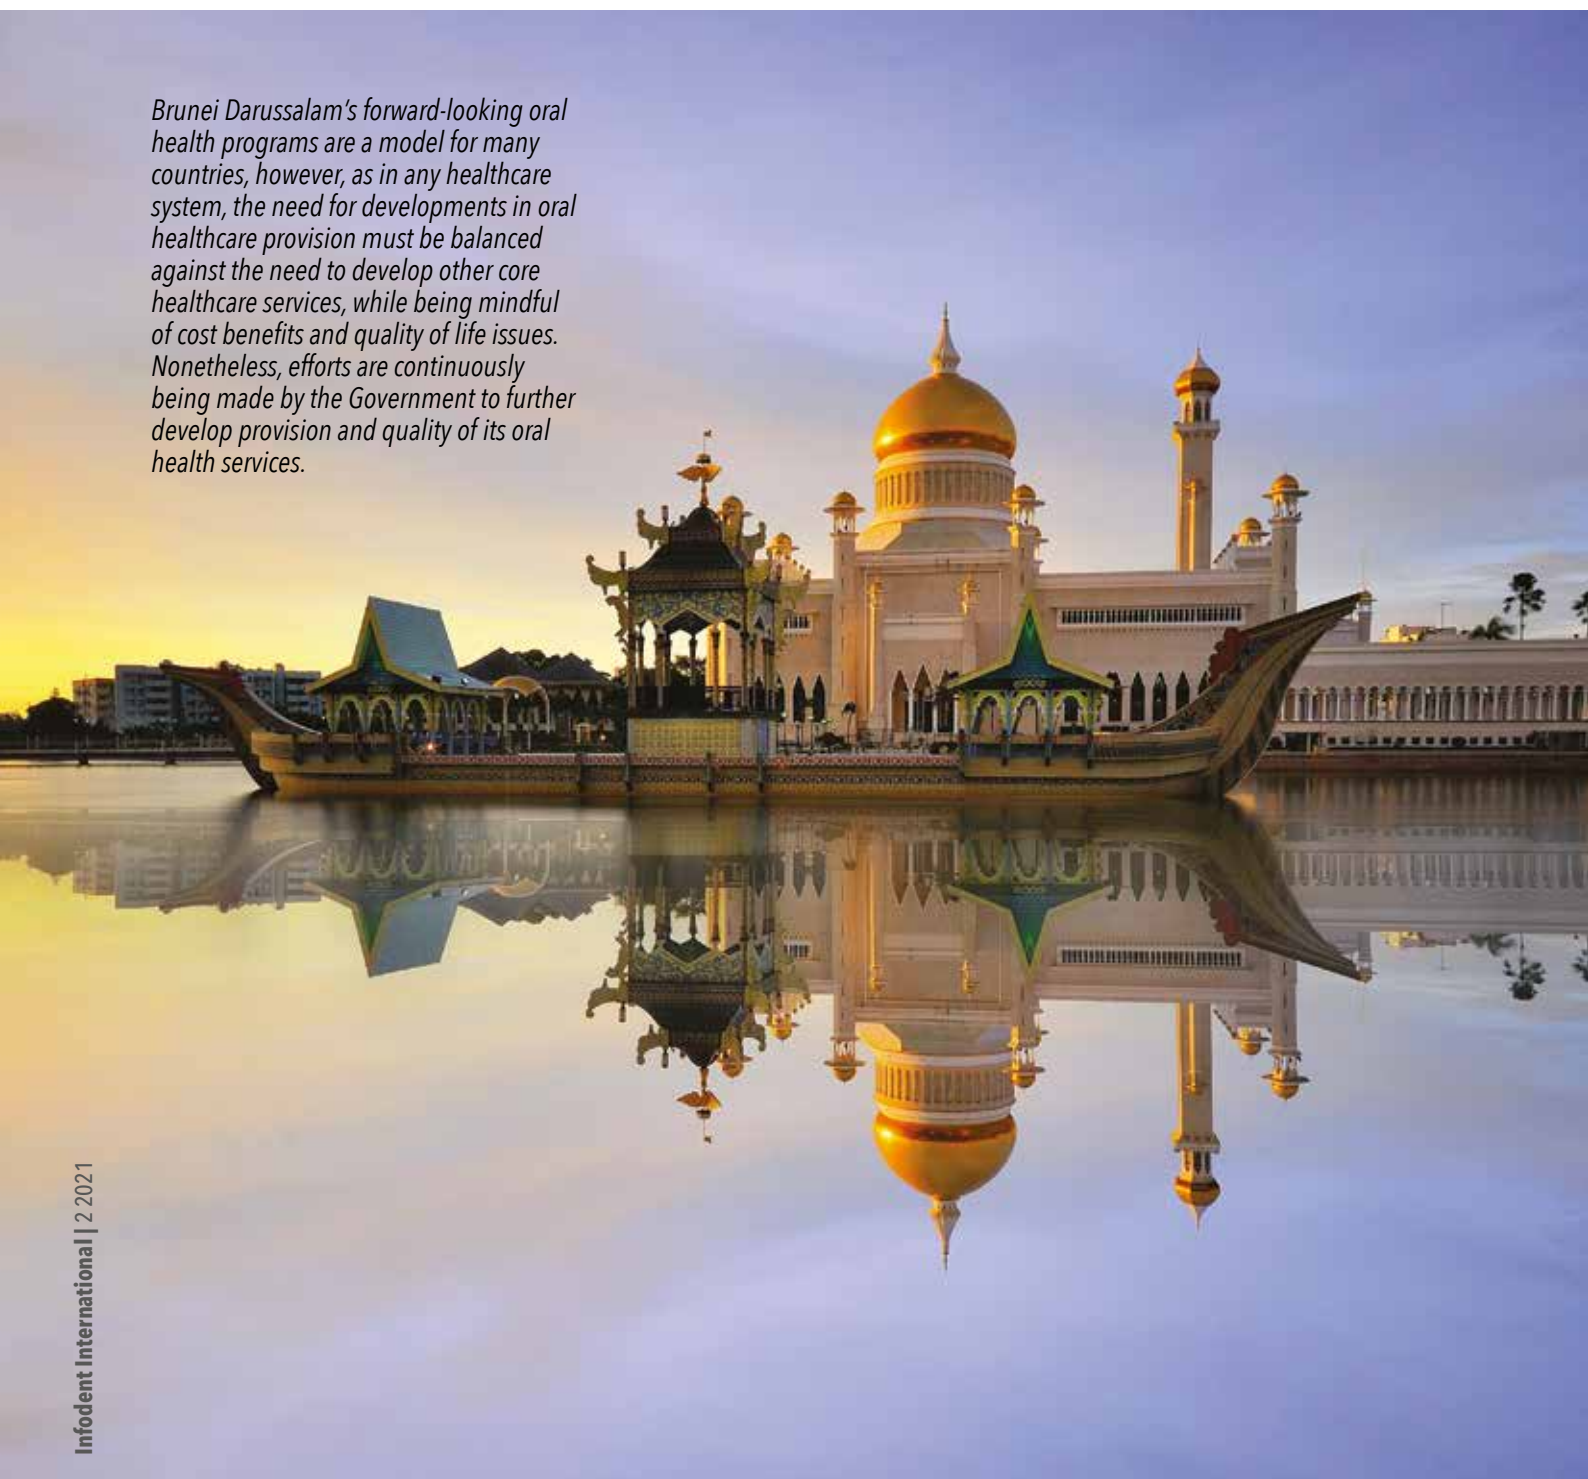 Brunei Darussalam's forward-looking oral
health programs are a model for many
countries, however, as in any healthcare
system, the need for developments in oral
healthcare provision must be balanced
against the need to develop other core
healthcare services, while being mindful
of cost benefits and quality of life issues.
Nonetheless, efforts are continuously
being made by the Government to further
develop provision and quality of its oral
health services.
Infodent International | 2 2021